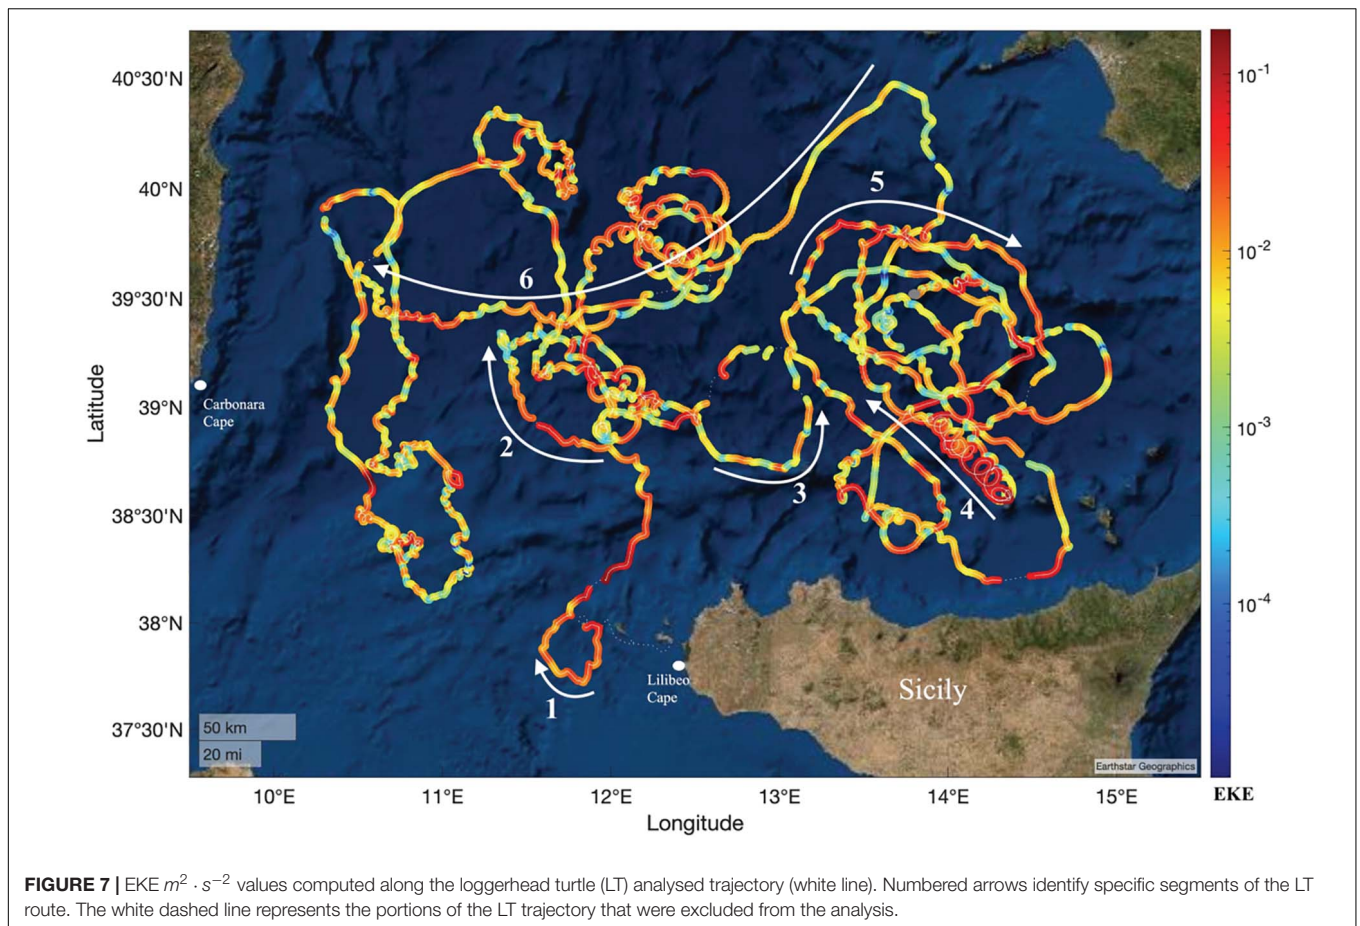 40°30'N
40°N
39°30'N
39°N
38°30'N
38°N
37°30'N
Latitude
10°E
11°E
12°E
13°E
14°E
15°E
Longitude
Carbonara
Cape
Lilibeo
Cape
Sicily
1
2
3
4
5
6
50 km
20 mi
Earthstar Geographics
10⁻¹
10⁻²
10⁻³
10⁻⁴
EKE
FIGURE 7 | EKE m² · s⁻² values computed along the loggerhead turtle (LT) analysed trajectory (white line). Numbered arrows identify specific segments of the LT
route. The white dashed line represents the portions of the LT trajectory that were excluded from the analysis.